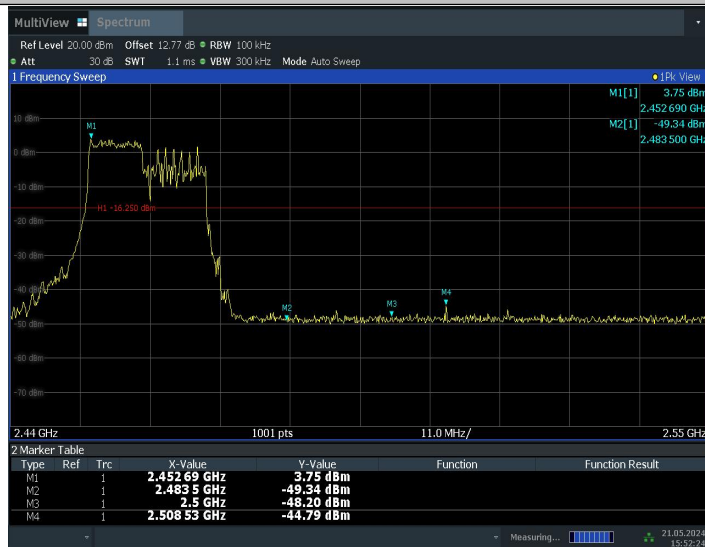 MultiView Spectrum
Ref Level 20.00 dBm Offset 12.77 dB RBW 100 kHz
Att 30 dB SWT 1.1 ms VBW 300 kHz Mode Auto Sweep
1 Frequency Sweep 1Pk View
M1[1] 3.75 dBm
2.452 690 GHz
M2[1] -49.34 dBm
2.483 500 GHz
10 dBm
M1
0 dBm
-10 dBm
H1 -16.250 dBm
-20 dBm
-30 dBm
-40 dBm
M2 M3 M4
-50 dBm
-60 dBm
-70 dBm
2.44 GHz 1001 pts 11.0 MHz/ 2.55 GHz
2 Marker Table
Type Ref Trc X-Value Y-Value Function Function Result
M1 1 2.452 69 GHz 3.75 dBm
M2 1 2.483 5 GHz -49.34 dBm
M3 1 2.5 GHz -48.20 dBm
M4 1 2.508 53 GHz -44.79 dBm
Measuring... 21.05.2024
15:52:24